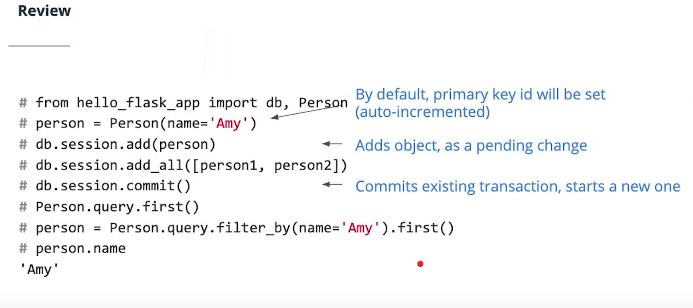 Review
# from hello_flask_app import db, Person
By default, primary key id will be set
(auto-incremented)
# person = Person(name='Amy')
# db.session.add(person)
Adds object, as a pending change
# db.session.add_all([person1, person2])
# db.session.commit()
Commits existing transaction, starts a new one
# Person.query.first()
# person = Person.query.filter_by(name='Amy').first()
# person.name
'Amy'